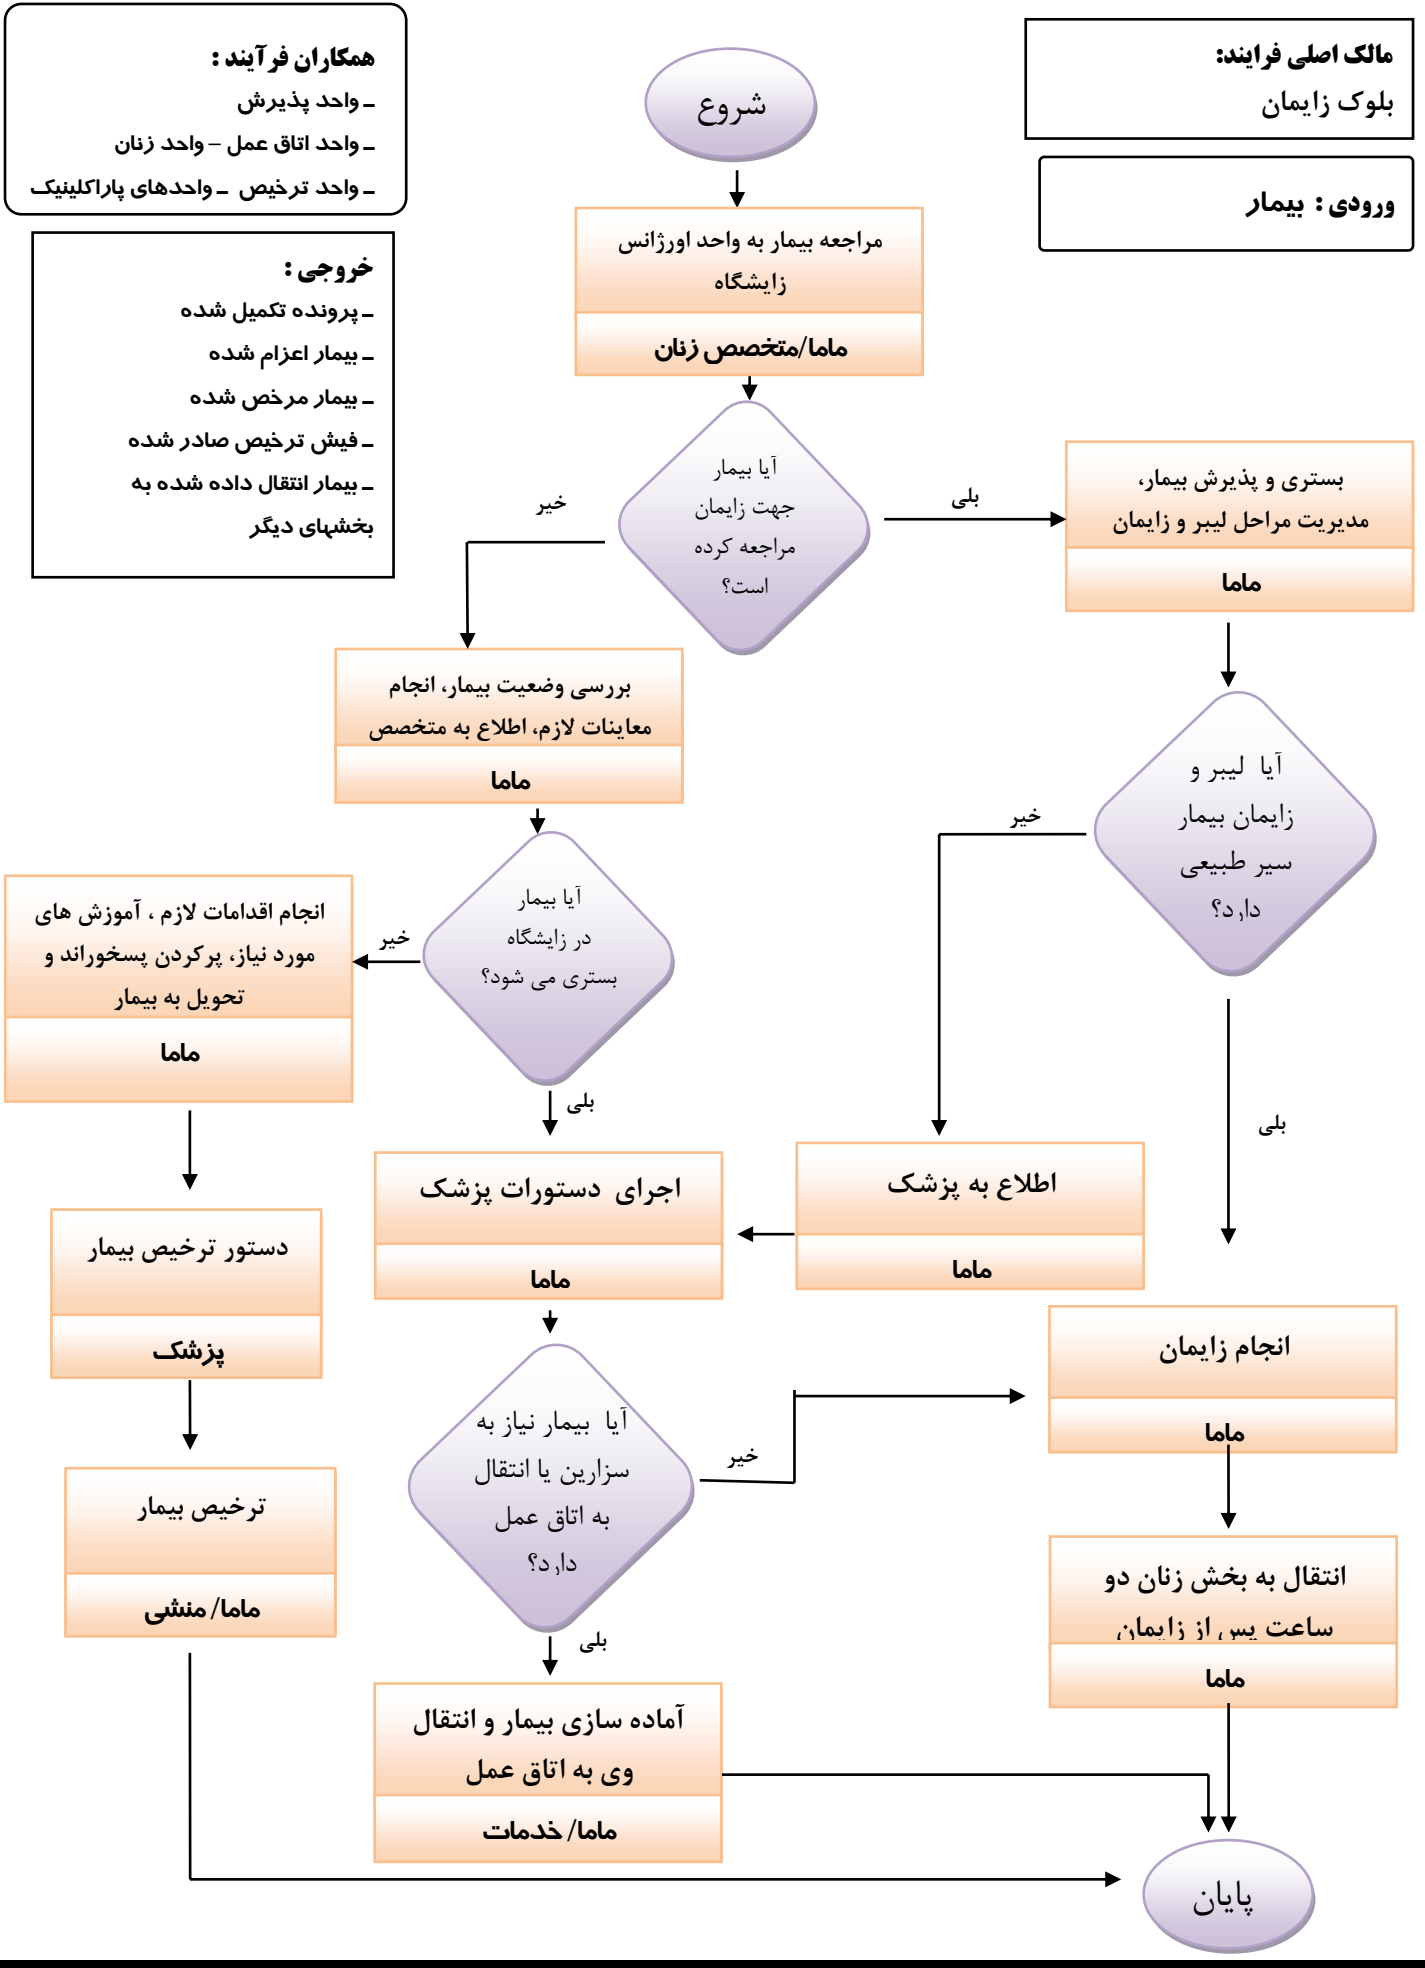 مالک اصلی فرایند:
بلوک زایمان
ورودی : بیمار
همکاران فرآیند :
ـ واحد پذیرش
ـ واحد اتاق عمل – واحد زنان
ـ واحد ترخیص ـ واحدهای پاراکلینیک
خروجی :
ـ پرونده تکمیل شده
ـ بیمار اعزام شده
ـ بیمار مرخص شده
ـ فیش ترخیص صادر شده
ـ بیمار انتقال داده شده به
بخشهای دیگر
شروع
مراجعه بیمار به واحد اورژانس
زایشگاه
ماما/متخصص زنان
آیا بیمار
جهت زایمان
مراجعه کرده
است؟
بلی
خیر
بستری و پذیرش بیمار،
مدیریت مراحل لیبر و زایمان
ماما
بررسی وضعیت بیمار، انجام
معاینات لازم، اطلاع به متخصص
ماما
آیا لیبر و
زایمان بیمار
سیر طبیعی
دارد؟
خیر
بلی
آیا بیمار
در زایشگاه
بستری می شود؟
خیر
بلی
انجام اقدامات لازم ، آموزش های
مورد نیاز، پرکردن پسخوراند و
تحویل به بیمار
ماما
اطلاع به پزشک
ماما
اجرای دستورات پزشک
ماما
دستور ترخیص بیمار
پزشک
انجام زایمان
ماما
آیا بیمار نیاز به
سزارین یا انتقال
به اتاق عمل
دارد؟
خیر
بلی
ترخیص بیمار
ماما/ منشی
انتقال به بخش زنان دو
ساعت پس از زایمان
ماما
آماده سازی بیمار و انتقال
وی به اتاق عمل
ماما/ خدمات
پایان